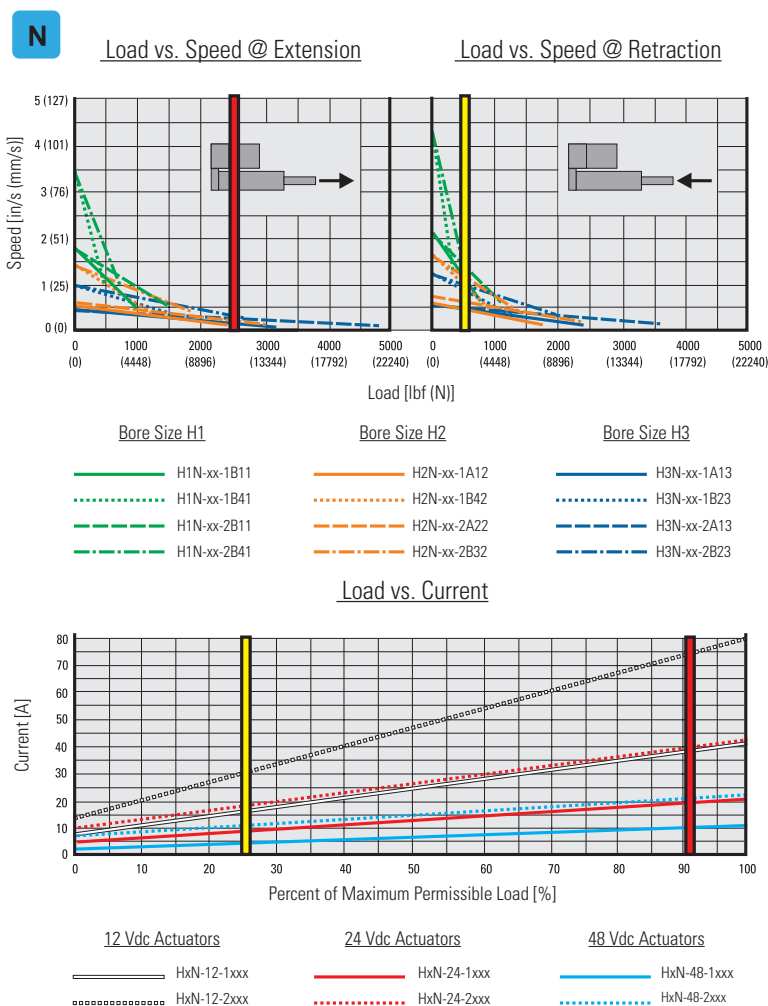 N
Load vs. Speed @ Extension
Load vs. Speed @ Retraction
Speed [in/s (mm/s)]
5 (127)
4 (101)
3 (76)
2 (51)
1 (25)
0 (0)
0 1000 2000 3000 4000 5000
(0) (4448) (8896) (13344) (17792) (22240)
0 1000 2000 3000 4000 5000
(0) (4448) (8896) (13344) (17792) (22240)
Load [lbf (N)]
Bore Size H1
Bore Size H2
Bore Size H3
H1N-xx-1B11
H2N-xx-1A12
H3N-xx-1A13
H1N-xx-1B41
H2N-xx-1B42
H3N-xx-1B23
H1N-xx-2B11
H2N-xx-2A22
H3N-xx-2A13
H1N-xx-2B41
H2N-xx-2B32
H3N-xx-2B23
Load vs. Current
Current [A]
80
70
60
50
40
30
20
10
0
0 10 20 30 40 50 60 70 80 90 100
Percent of Maximum Permissible Load [%]
12 Vdc Actuators
24 Vdc Actuators
48 Vdc Actuators
HxN-12-1xxx
HxN-24-1xxx
HxN-48-1xxx
HxN-12-2xxx
HxN-24-2xxx
HxN-48-2xxx